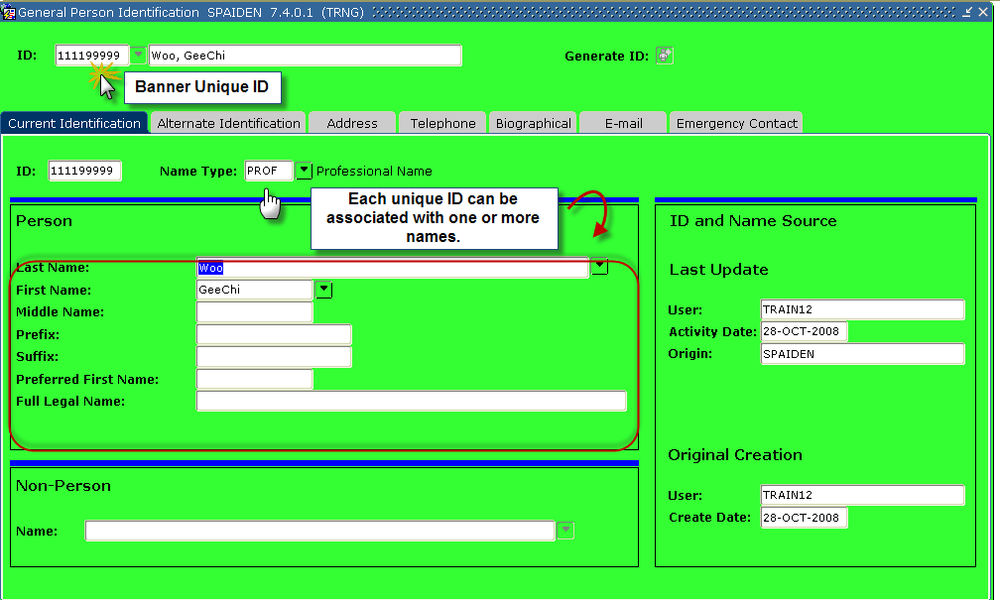 General Person Identification SPAIDEN 7.4.0.1 (TRNG)
ID: 111199999 Woo, GeeChi Generate ID:
Banner Unique ID
Current Identification Alternate Identification Address Telephone Biographical E-mail Emergency Contact
ID: 111199999 Name Type: PROF Professional Name
Each unique ID can be
associated with one or more
names.
Person
Last Name: Woo
First Name: GeeChi
Middle Name:
Prefix:
Suffix:
Preferred First Name:
Full Legal Name:
Non-Person
Name:
ID and Name Source
Last Update
User: TRAIN12
Activity Date: 28-OCT-2008
Origin: SPAIDEN
Original Creation
User: TRAIN12
Create Date: 28-OCT-2008